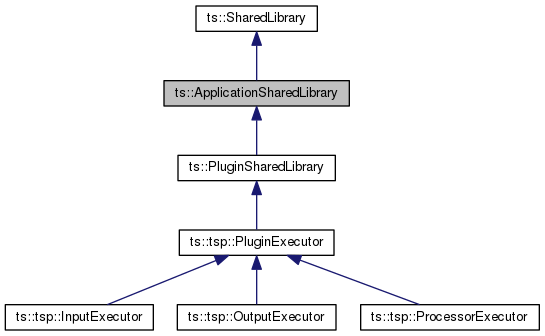 ts::SharedLibrary
ts::ApplicationSharedLibrary
ts::PluginSharedLibrary
ts::tsp::PluginExecutor
ts::tsp::InputExecutor
ts::tsp::OutputExecutor
ts::tsp::ProcessorExecutor